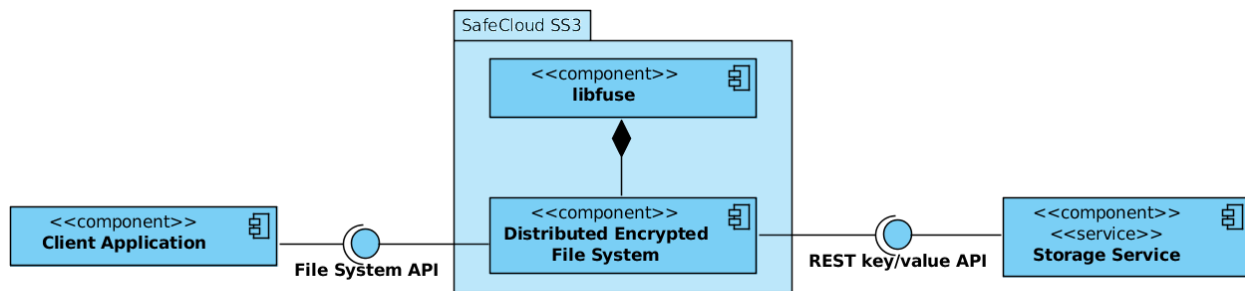 SafeCloud SS3
<<component>>
libfuse
<<component>>
Client Application
File System API
<<component>>
Distributed Encrypted
File System
REST key/value API
<<component>>
<<service>>
Storage Service